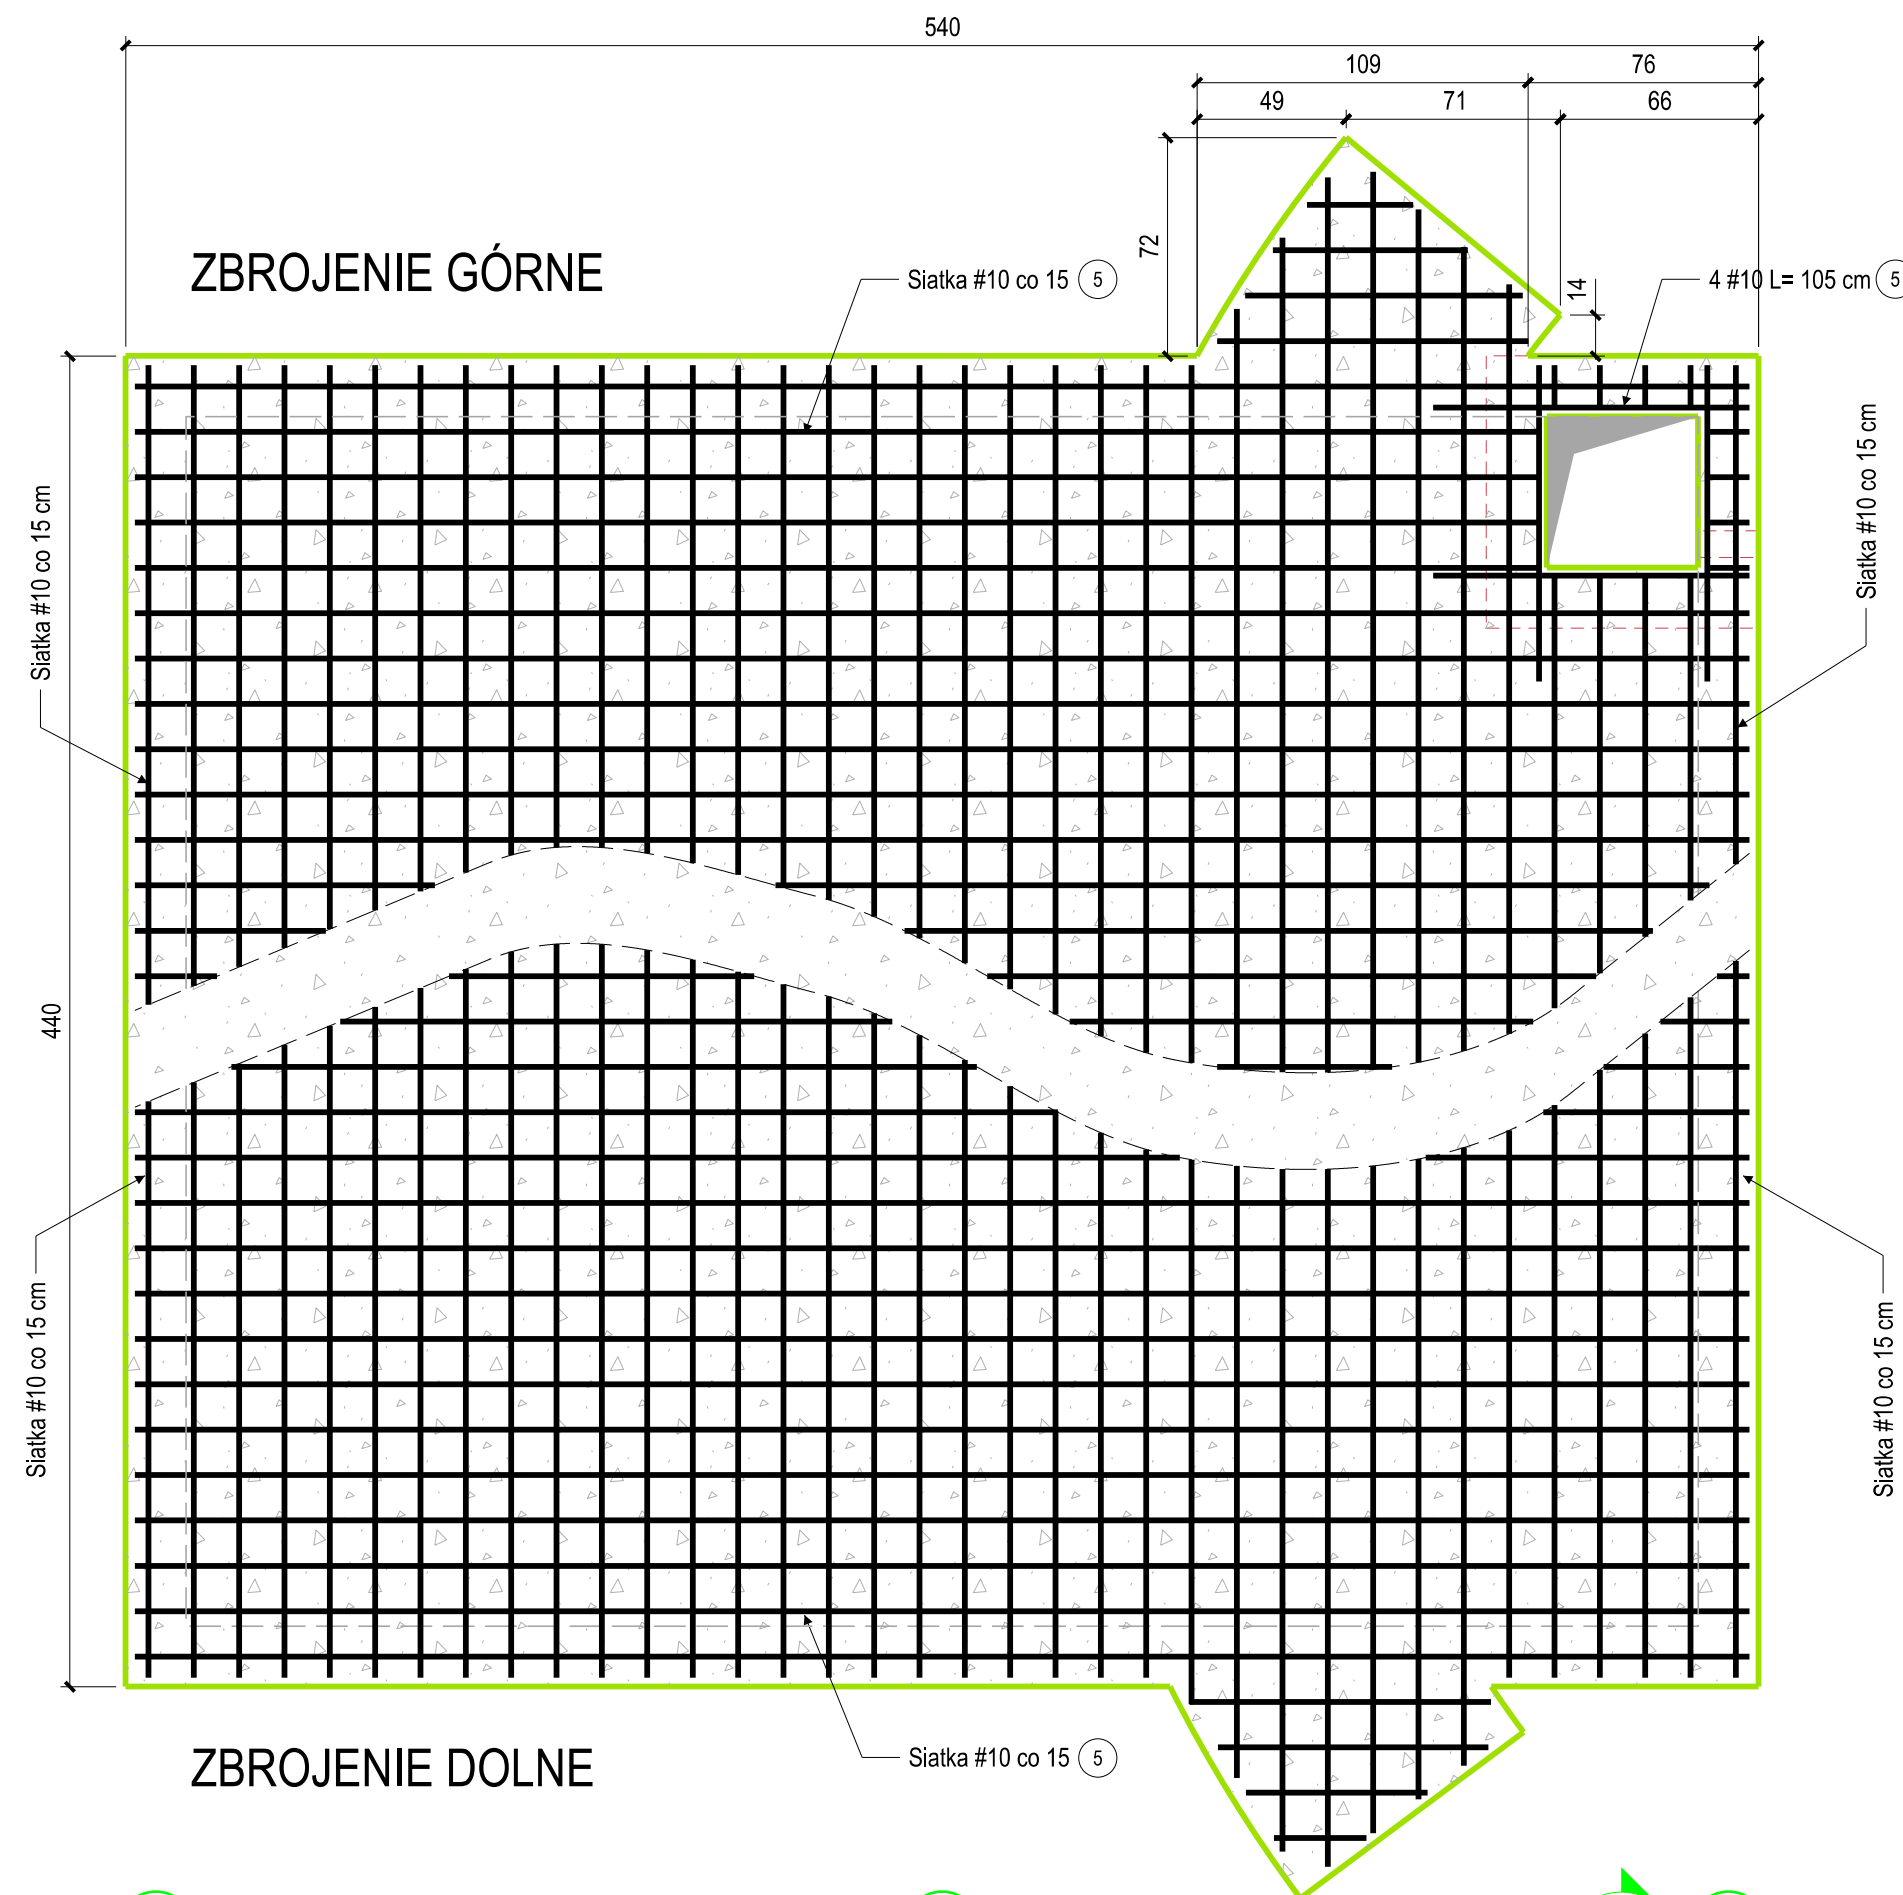 540
109 76
49 71 66
72
14
ZBROJENIE GÓRNE
Siatka #10 co 15 5
4 #10 L= 105 cm 5
Siatka #10 co 15 cm
Siatka #10 co 15 cm
440
Siatka #10 co 15 cm
Siatka #10 co 15 cm
ZBROJENIE DOLNE
Siatka #10 co 15 5